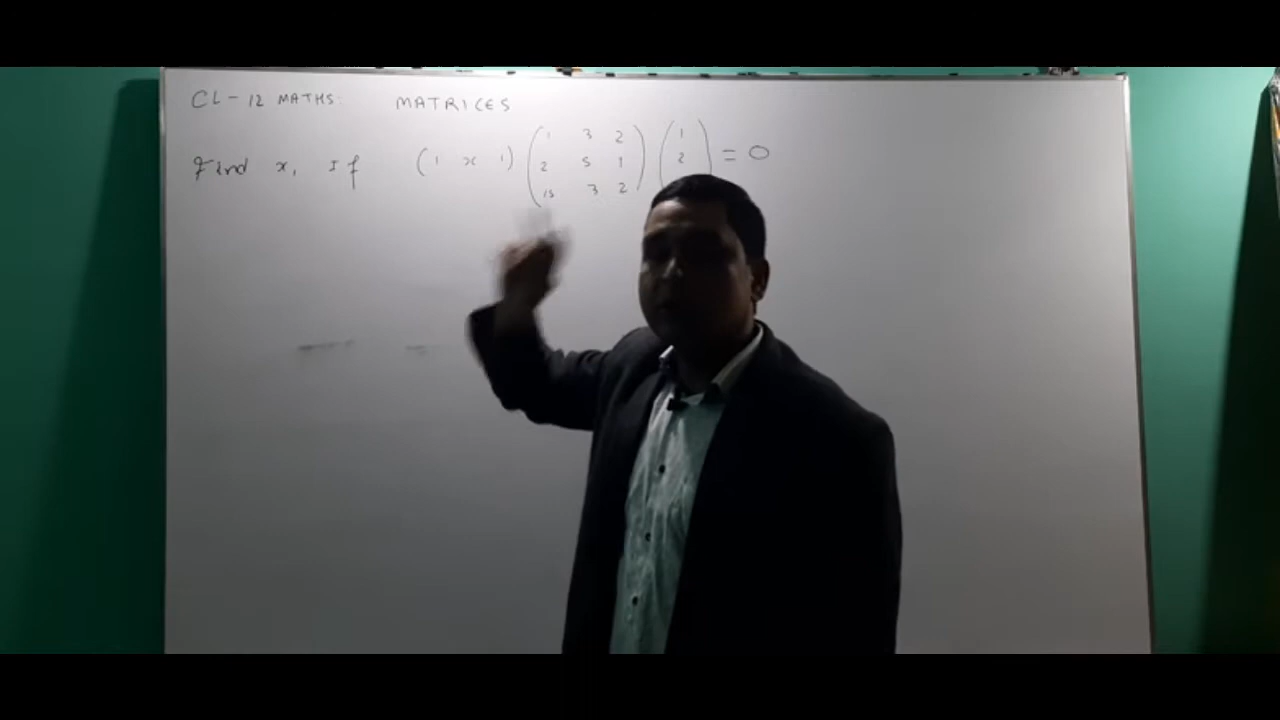 CL - 12 MATHS. MATRICES
Find x, If (1 x 1) (1 3 2
2 5 1
15 3 2) (1
2 ) = 0